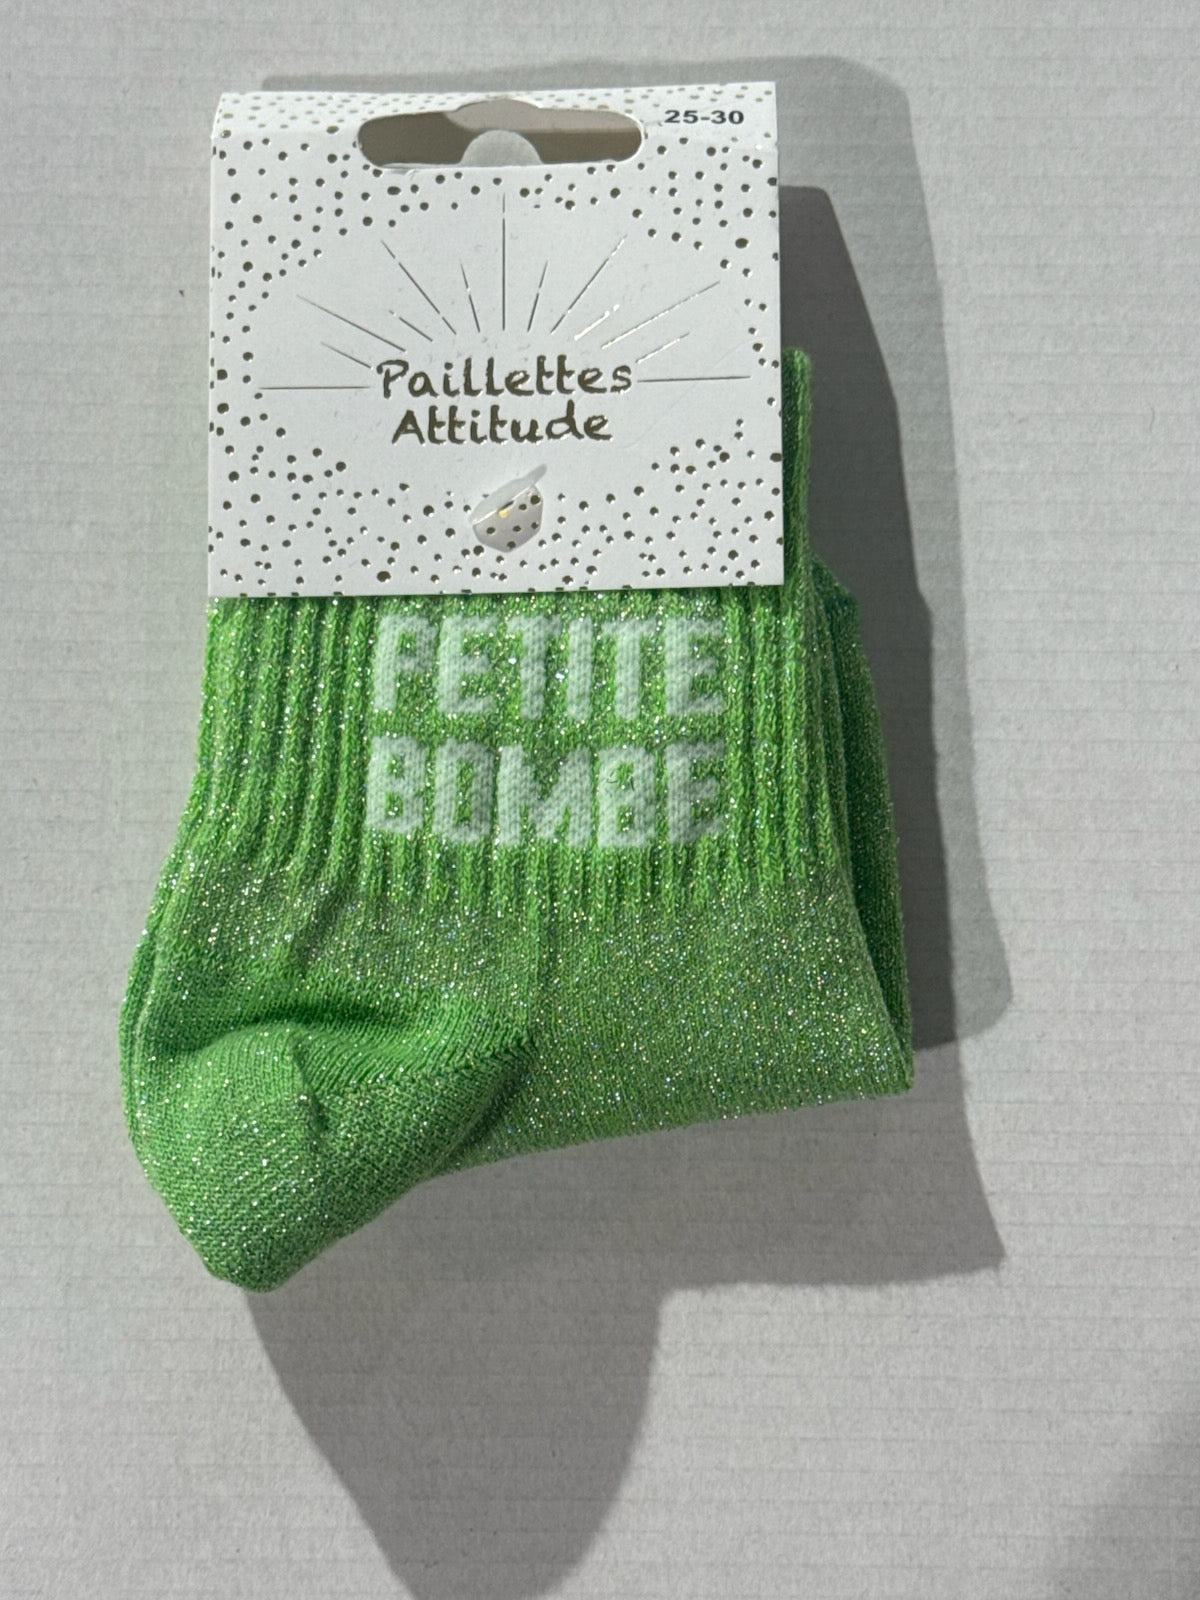 25-30
Paillettes
Attitude
PETITE
BOMBE